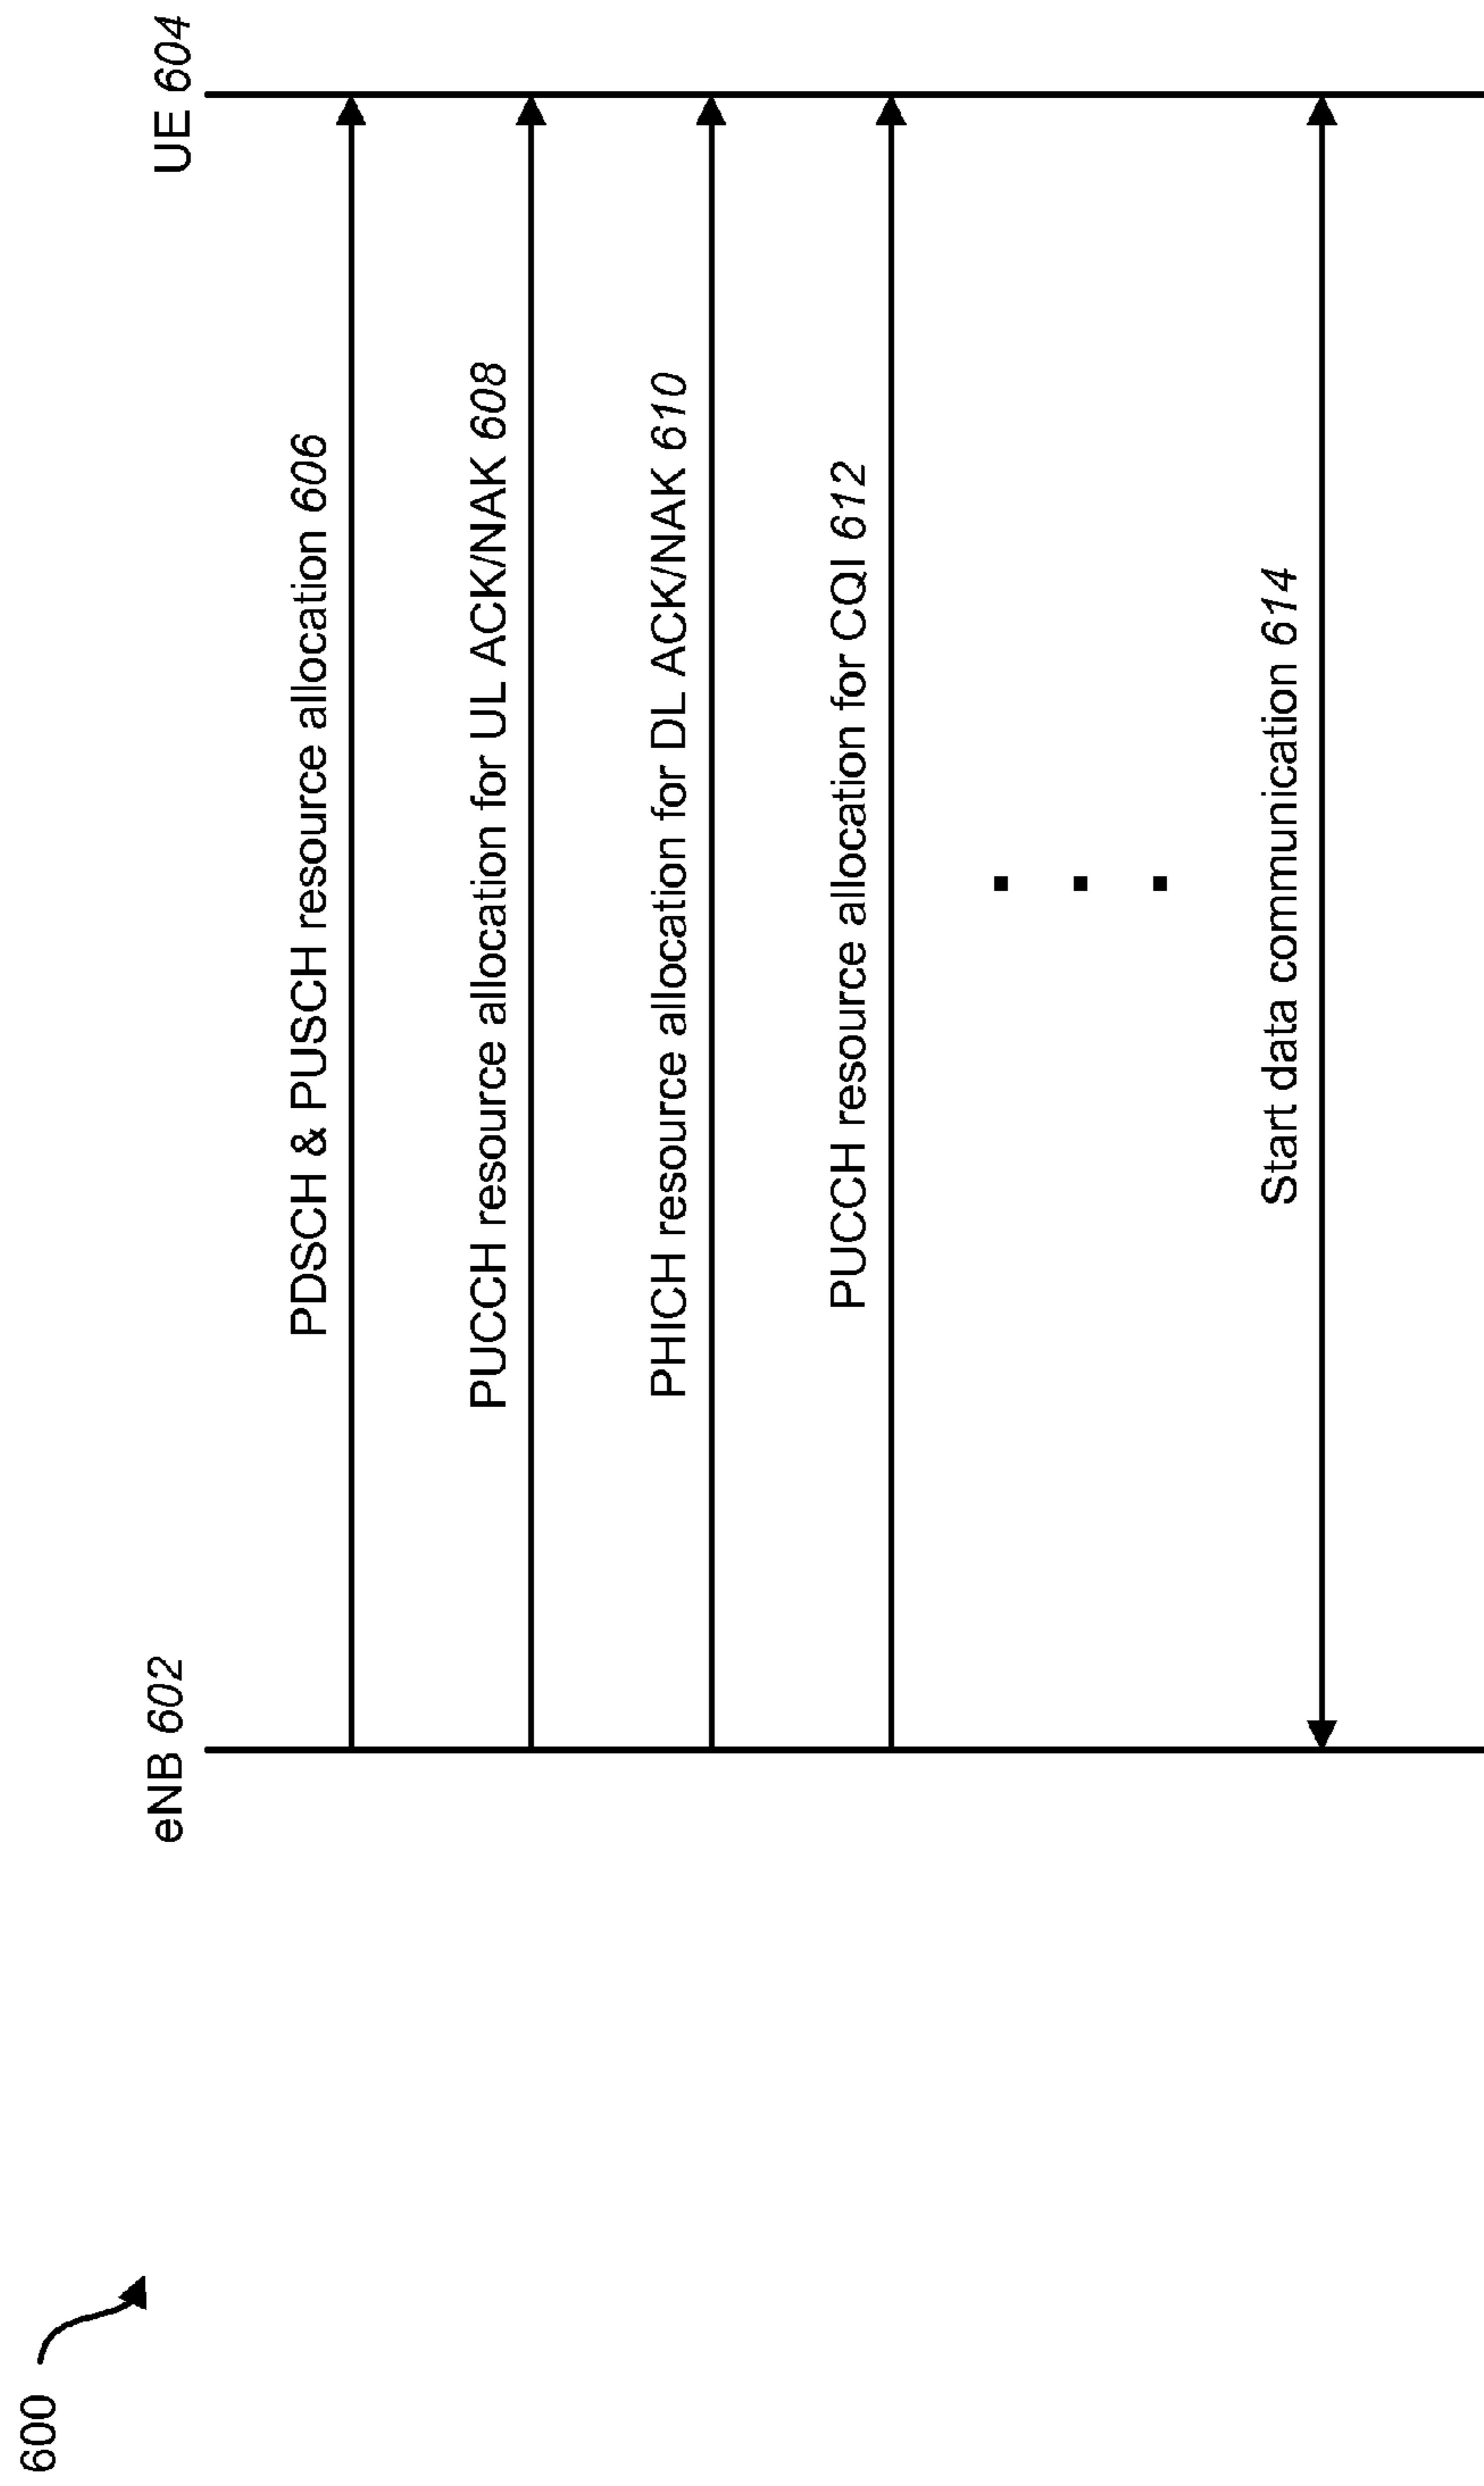 600
eNB 602
UE 604
PDSCH & PUSCH resource allocation 606
PUCCH resource allocation for UL ACK/NAK 608
PHICH resource allocation for DL ACK/NAK 610
PUCCH resource allocation for CQI 612
Start data communication 614